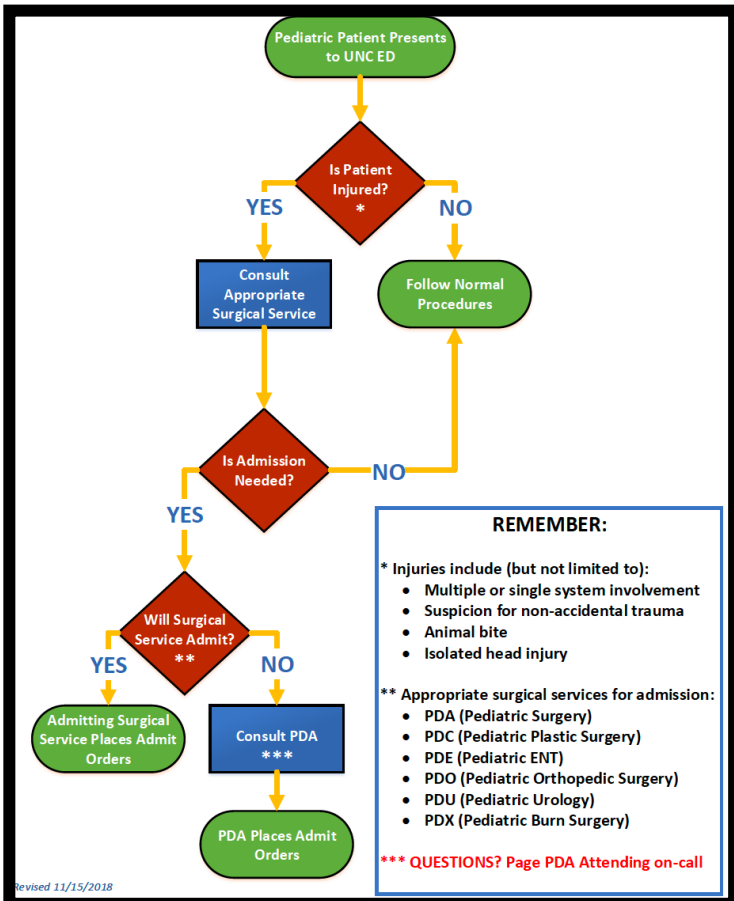 Pediatric Patient Presents
to UNC ED
Is Patient
Injured?
*
YES
NO
Consult
Appropriate
Surgical Service
Follow Normal
Procedures
Is Admission
Needed?
NO
YES
Will Surgical
Service Admit?
**
YES
NO
Admitting Surgical
Service Places Admit
Orders
Consult PDA
***
PDA Places Admit
Orders
REMEMBER:
* Injuries include (but not limited to):
• Multiple or single system involvement
• Suspicion for non-accidental trauma
• Animal bite
• Isolated head injury
** Appropriate surgical services for admission:
• PDA (Pediatric Surgery)
• PDC (Pediatric Plastic Surgery)
• PDE (Pediatric ENT)
• PDO (Pediatric Orthopedic Surgery)
• PDU (Pediatric Urology)
• PDX (Pediatric Burn Surgery)
*** QUESTIONS? Page PDA Attending on-call
Revised 11/15/2018